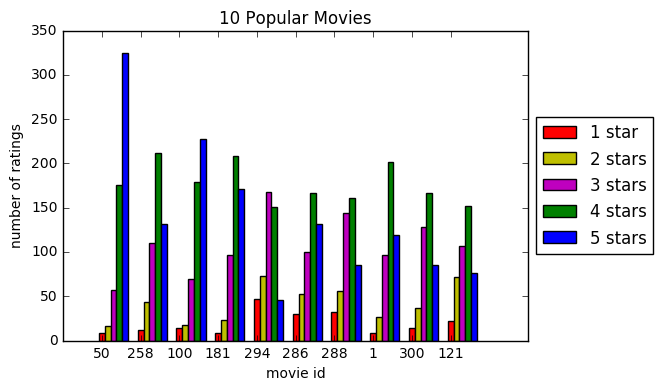 10 Popular Movies
350
300
250
200
150
100
50
0
number of ratings
50 258 100 181 294 286 288 1 300 121
movie id
1 star
2 stars
3 stars
4 stars
5 stars